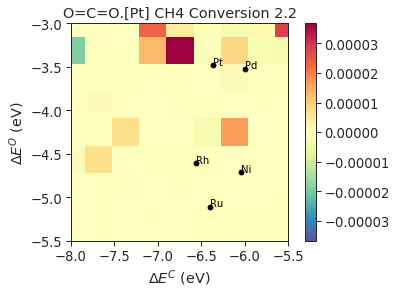 O=C=O.[Pt] CH4 Conversion 2.2
−3.0
−3.5
−4.0
−4.5
−5.0
−5.5
ΔE^O (eV)
Pt
Pd
Rh
Ni
Ru
−8.0 −7.5 −7.0 −6.5 −6.0 −5.5
ΔE^C (eV)
0.00003
0.00002
0.00001
0.00000
−0.00001
−0.00002
−0.00003